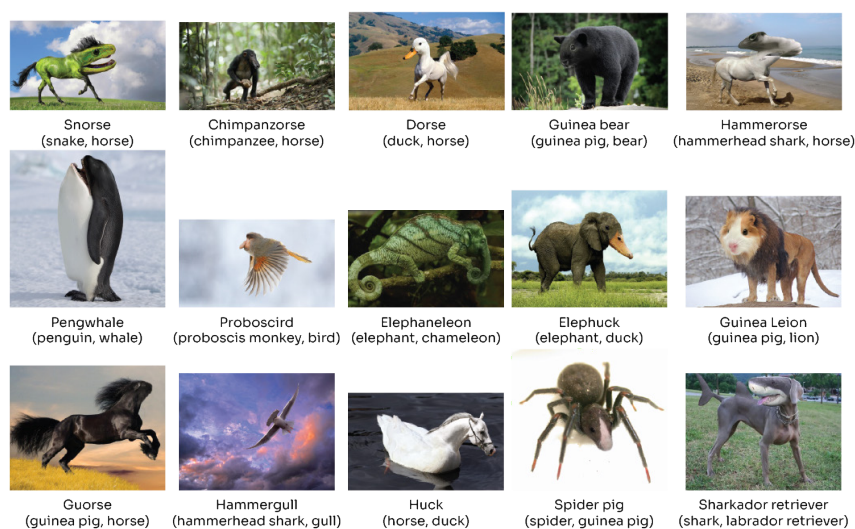 Snorse
(snake, horse)
Chimpanzorse
(chimpanzee, horse)
Dorse
(duck, horse)
Guinea bear
(guinea pig, bear)
Hammerorse
(hammerhead shark, horse)
Pengwhale
(penguin, whale)
Proboscird
(proboscis monkey, bird)
Elephaneleon
(elephant, chameleon)
Elephuck
(elephant, duck)
Guinea Leion
(guinea pig, lion)
Guorse
(guinea pig, horse)
Hammergull
(hammerhead shark, gull)
Huck
(horse, duck)
Spider pig
(spider, guinea pig)
Sharkador retriever
(shark, labrador retriever)